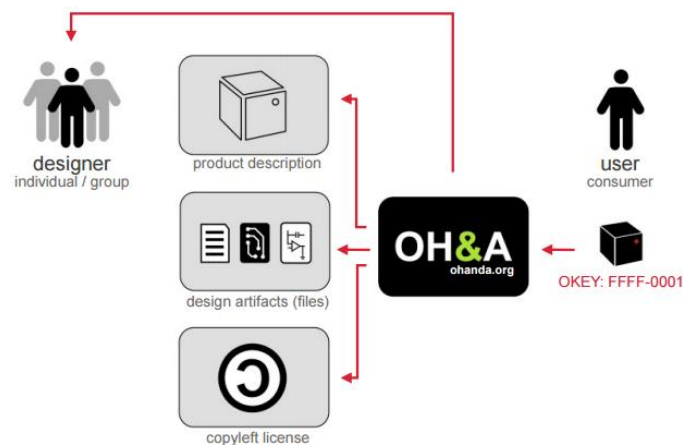 designer
individual / group
product description
design artifacts (files)
copyleft license
OH&A
ohanda.org
user
consumer
OKEY: FFFF-0001